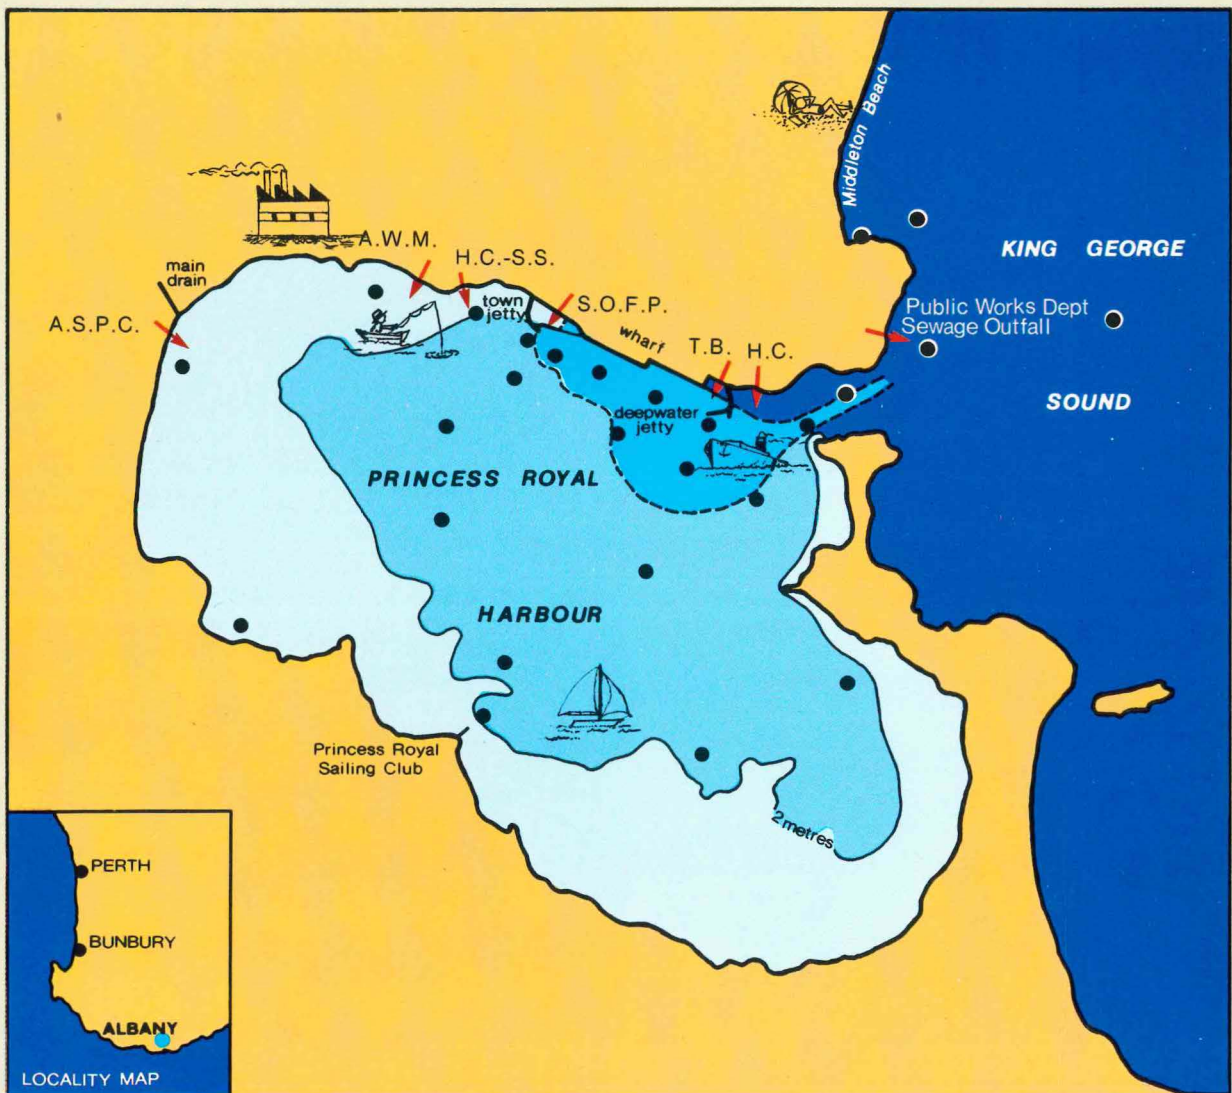 Middleton Beach
KING GEORGE
SOUND
A.W.M.
H.C.-S.S.
main
drain
town
jetty
S.O.F.P.
A.S.P.C.
wharf
T.B.
H.C.
Public Works Dept
Sewage Outfall
deepwater
jetty
PRINCESS ROYAL
HARBOUR
Princess Royal
Sailing Club
2 metres
PERTH
BUNBURY
ALBANY
LOCALITY MAP